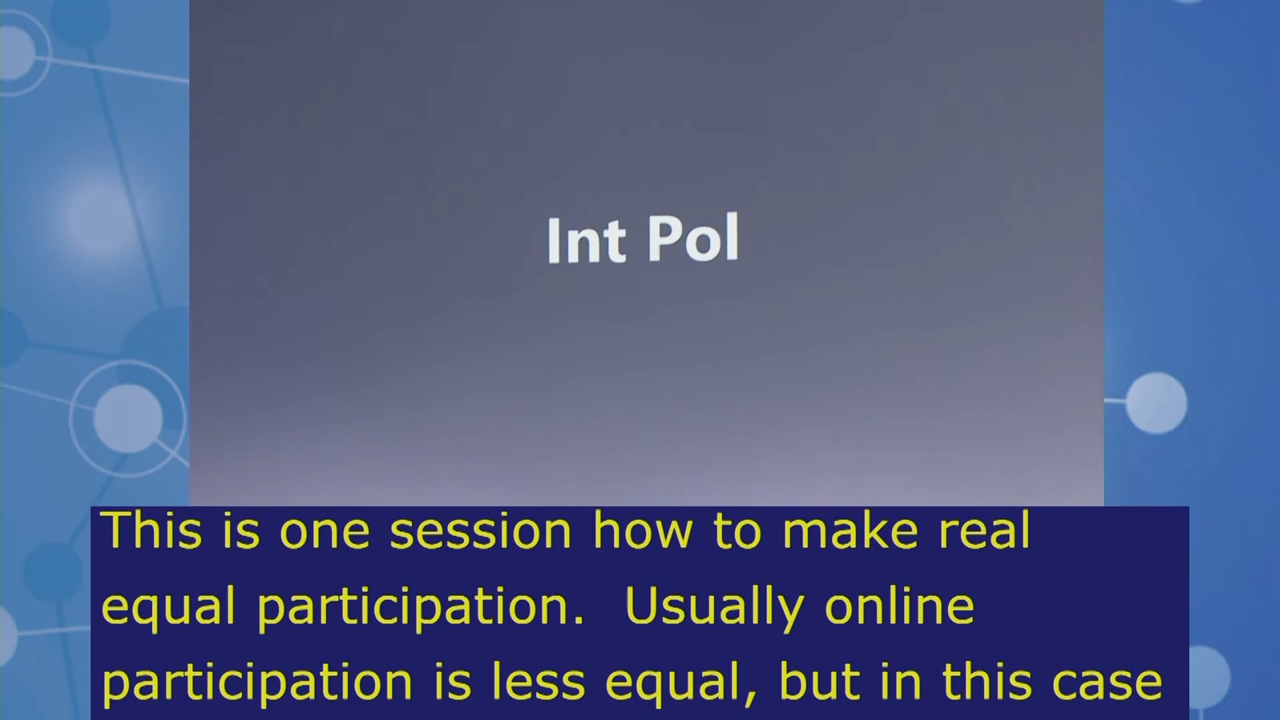 Int Pol
This is one session how to make real
equal participation.  Usually online
participation is less equal, but in this case